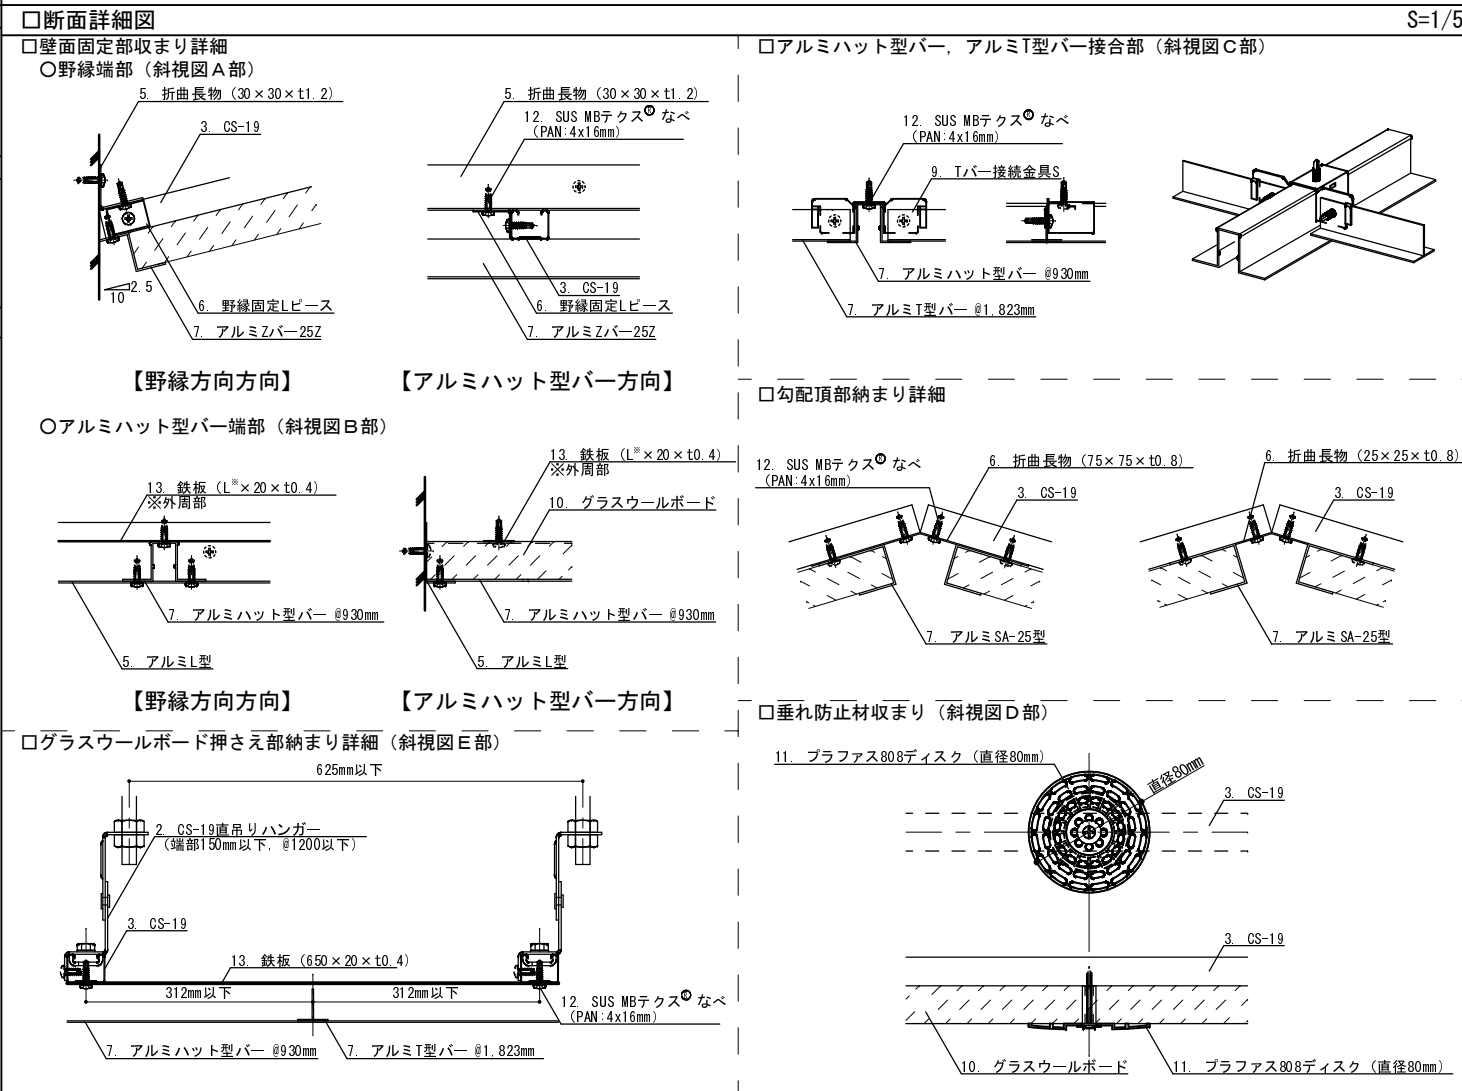 □断面詳細図
S=1/5
□壁面固定部収まり詳細
○野縁端部（斜視図Ａ部）
5. 折曲長物（30×30×t1.2）
3. CS-19
10
2.5
6. 野縁固定Lピース
7. アルミZバー25Z
【野縁方向方向】
5. 折曲長物（30×30×t1.2）
12. SUS MBテクス® なべ
（PAN:4x16mm）
3. CS-19
6. 野縁固定Lピース
7. アルミZバー25Z
【アルミハット型バー方向】
○アルミハット型バー端部（斜視図Ｂ部）
13. 鉄板（L※×20×t0.4）
※外周部
7. アルミハット型バー @930mm
5. アルミL型
【野縁方向方向】
13. 鉄板（L※×20×t0.4）
※外周部
10. グラスウールボード
7. アルミハット型バー @930mm
5. アルミL型
【アルミハット型バー方向】
□グラスウールボード押さえ部納まり詳細（斜視図Ｅ部）
625mm以下
2. CS-19直吊りハンガー
（端部150mm以下, @1200以下）
3. CS-19
13. 鉄板（650×20×t0.4）
312mm以下
312mm以下
12. SUS MBテクス® なべ
（PAN:4x16mm）
7. アルミハット型バー @930mm
7. アルミT型バー @1.823mm
□アルミハット型バー, アルミT型バー接合部（斜視図Ｃ部）
12. SUS MBテクス® なべ
（PAN:4x16mm）
9. Tバー接続金具S
7. アルミハット型バー @930mm
7. アルミT型バー @1.823mm
□勾配頂部納まり詳細
12. SUS MBテクス® なべ
（PAN:4x16mm）
6. 折曲長物（75×75×t0.8）
3. CS-19
7. アルミSA-25型
6. 折曲長物（25×25×t0.8）
3. CS-19
7. アルミSA-25型
□垂れ防止材収まり（斜視図Ｄ部）
11. プラファス808ディスク（直径80mm）
直径80mm
3. CS-19
3. CS-19
10. グラスウールボード
11. プラファス808ディスク（直径80mm）